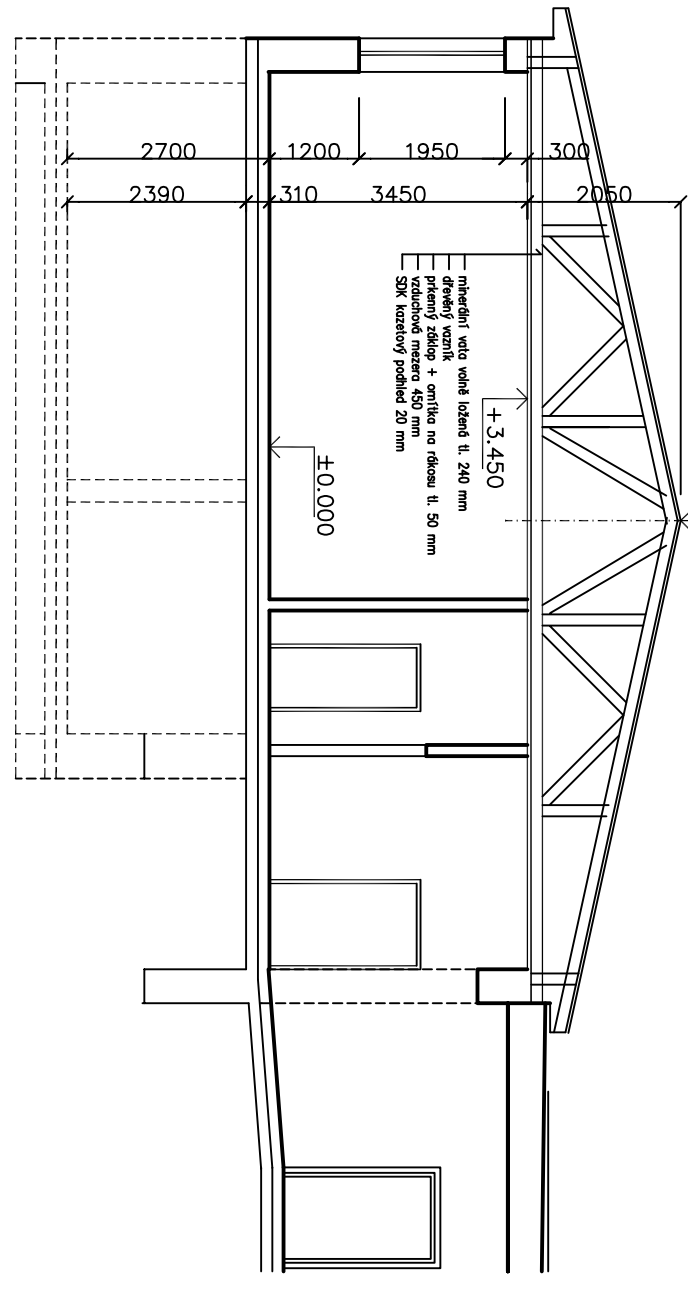 2700 1200 1950 300
2390 310 3450 2050
minerální vata volně ložená tl. 240 mm
dřevěný vazník
prkenný záklop + omítka na rákosu tl. 50 mm
vzduchová mezera 450 mm
SDK kazetový podhled 20 mm
+3.450
±0.000